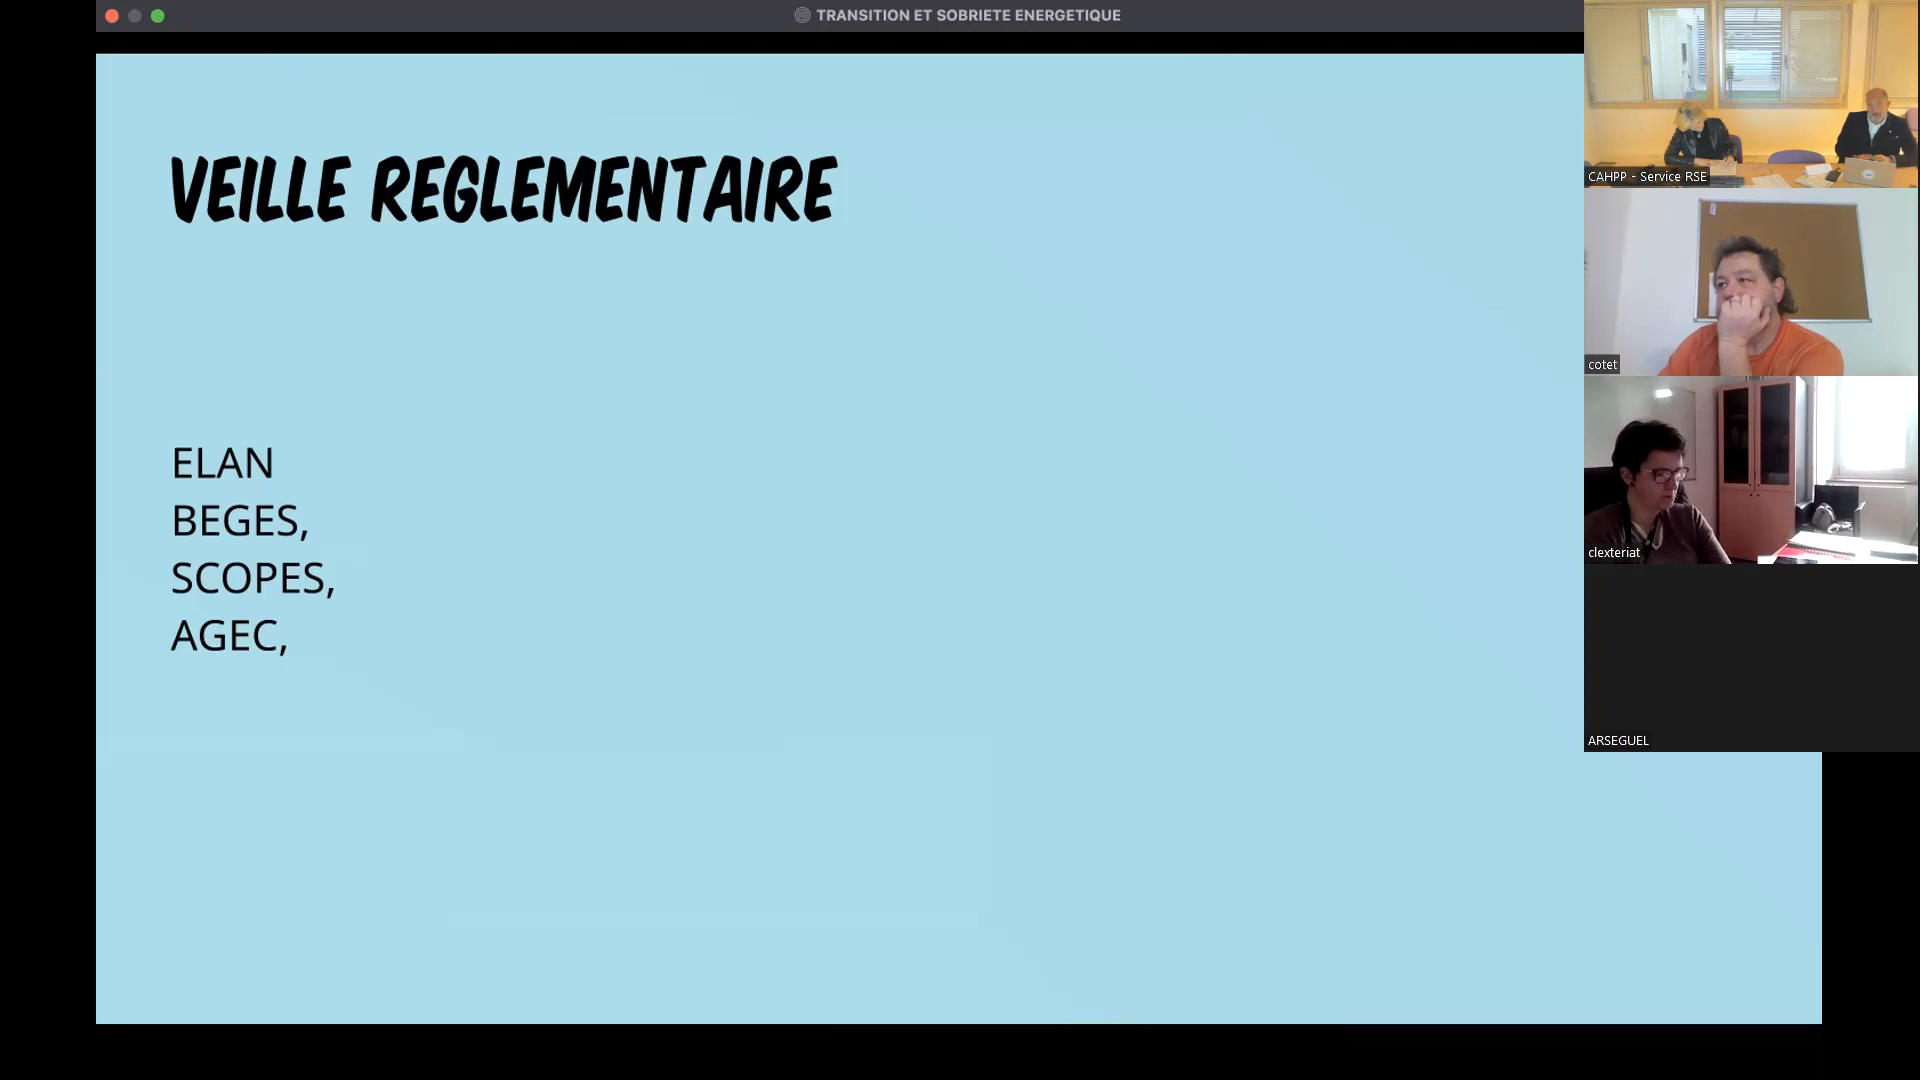 TRANSITION ET SOBRIETE ENERGETIQUE
VEILLE REGLEMENTAIRE
ELAN
BEGES,
SCOPES,
AGEC,
CAHPP - Service RSE
cotet
clexteriat
ARSEGUEL